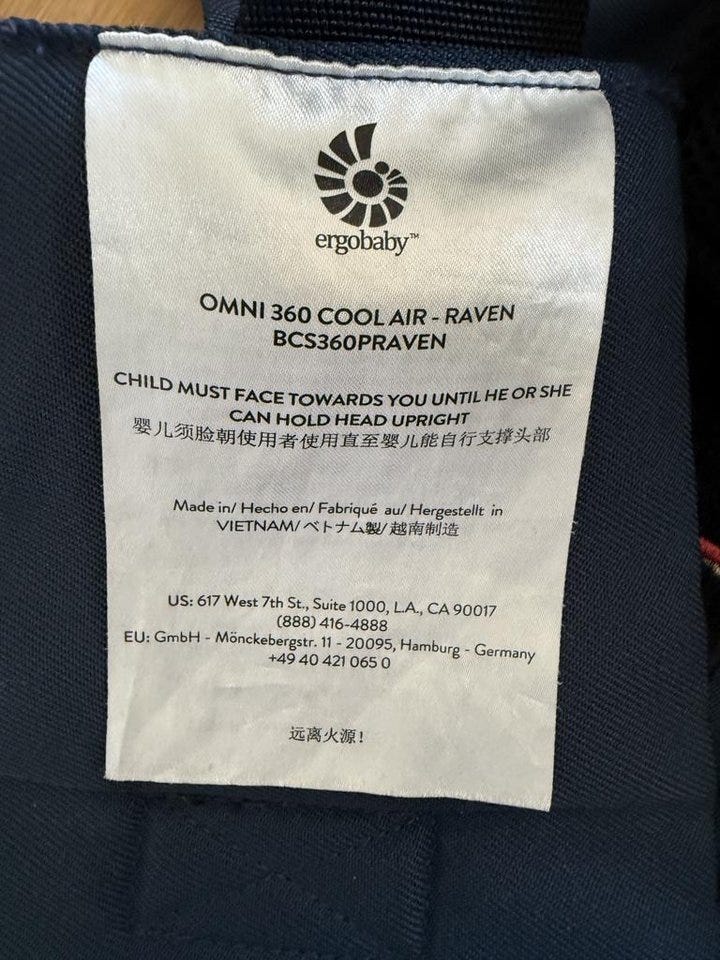 ergobaby™
OMNI 360 COOL AIR - RAVEN
BCS360PRAVEN
CHILD MUST FACE TOWARDS YOU UNTIL HE OR SHE
CAN HOLD HEAD UPRIGHT
婴儿须脸朝使用者使用直至婴儿能自行支撑头部
Made in/ Hecho en/ Fabriqué au/ Hergestellt in
VIETNAM/ベトナム製/越南制造
US: 617 West 7th St., Suite 1000, L.A., CA 90017
(888) 416-4888
EU: GmbH - Mönckebergstr. 11 - 20095, Hamburg - Germany
+49 40 421 065 0
远离火源!